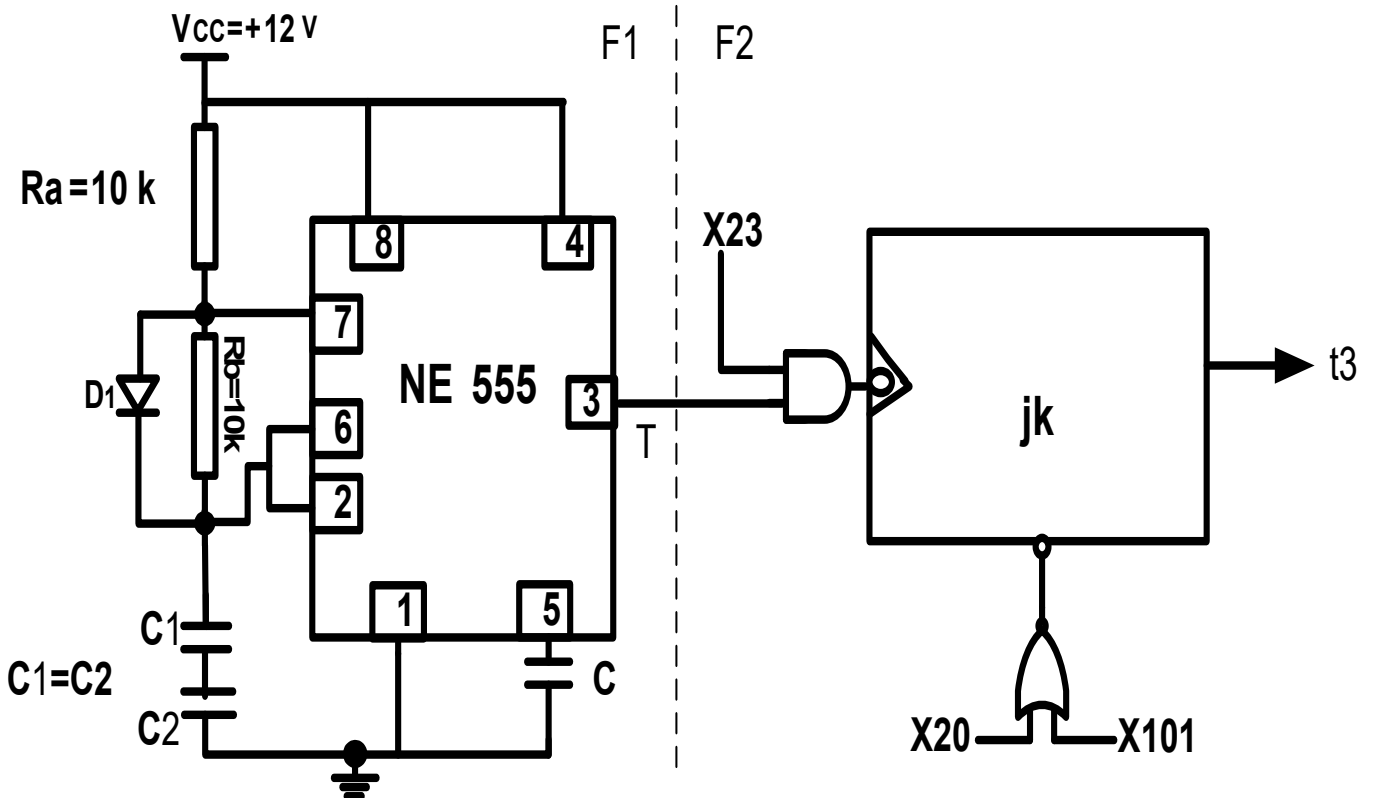 Vcc=+12 V
F1
F2
Ra=10 k
X23
8
4
7
Rb=10k
D1
NE 555
3
T
6
2
jk
t3
1
5
C1
C1=C2
C
C2
X20
X101